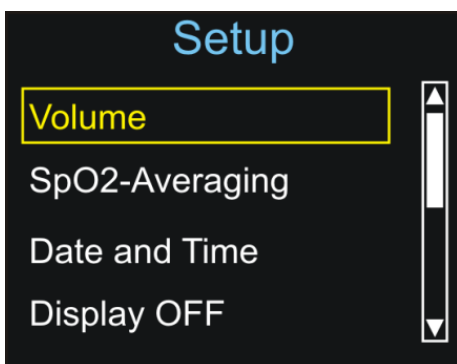 Setup
Volume
SpO2-Averaging
Date and Time
Display OFF